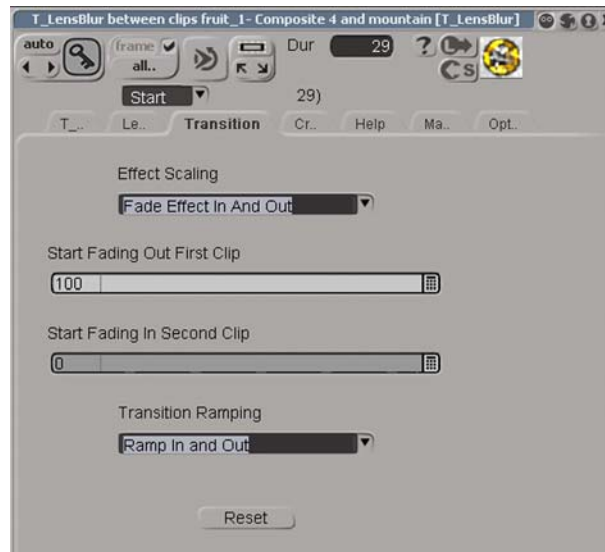 T_LensBlur between clips fruit_1- Composite 4 and mountain [T_LensBlur]
auto frame Dur 29 ?
all.. Cs
Start 29)
T_.. Le.. Transition Cr.. Help Ma.. Opt..
Effect Scaling
Fade Effect In And Out
Start Fading Out First Clip
100
Start Fading In Second Clip
0
Transition Ramping
Ramp In and Out
Reset